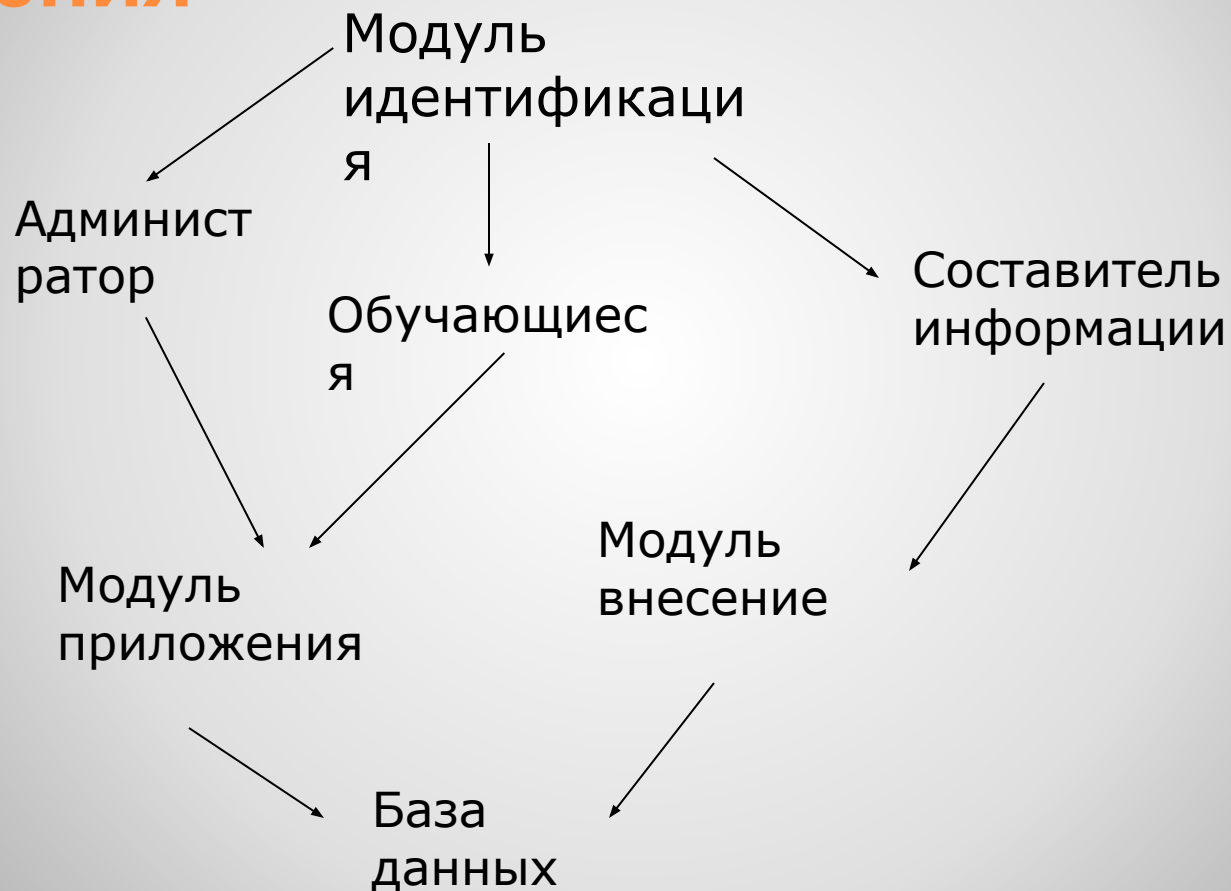 Модуль
идентификаци
я
Админист
ратор
Обучающиес
я
Составитель
информации
Модуль
приложения
Модуль
внесение
База
данных